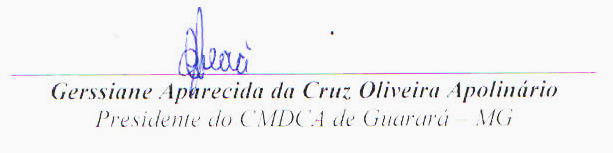 Gerssiane Aparecida da Cruz Oliveira Apolinário
Presidente do CMDCA de Guarará – MG